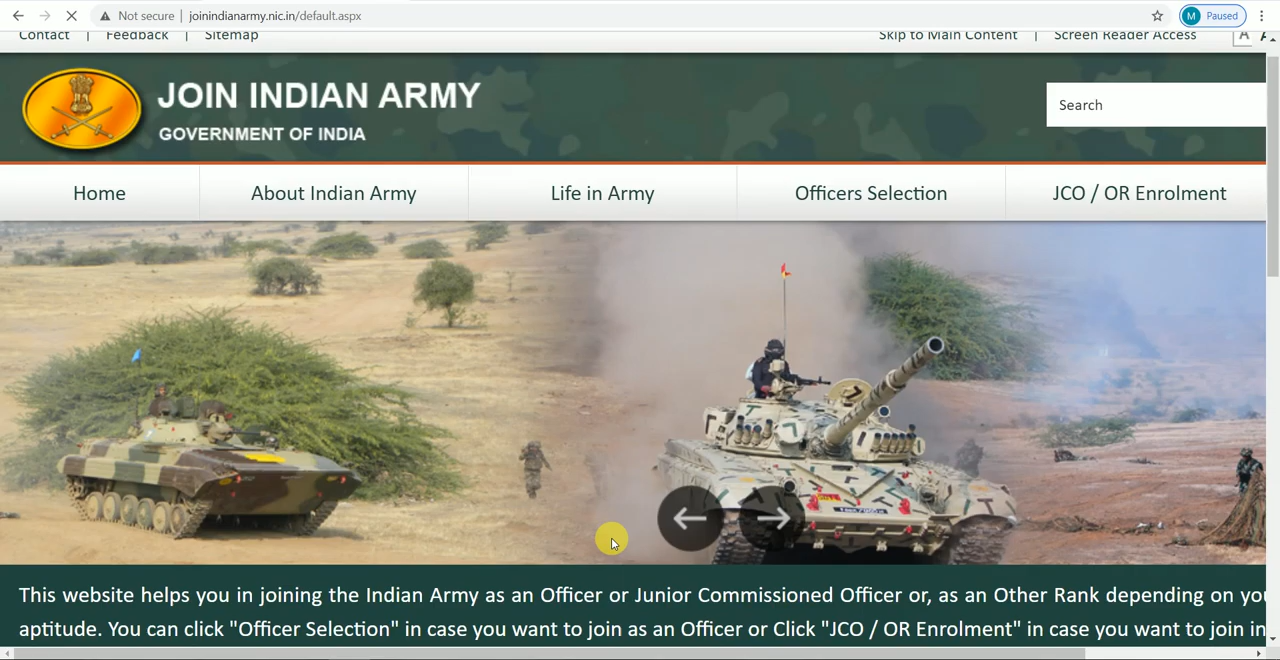 Not secure | joinindianarmy.nic.in/default.aspx
M Paused
Contact | Feedback | Sitemap
Skip to Main Content | Screen Reader Access A
JOIN INDIAN ARMY
GOVERNMENT OF INDIA
Search
Home
About Indian Army
Life in Army
Officers Selection
JCO / OR Enrolment
This website helps you in joining the Indian Army as an Officer or Junior Commissioned Officer or, as an Other Rank depending on
aptitude. You can click "Officer Selection" in case you want to join as an Officer or Click "JCO / OR Enrolment" in case you want to join in